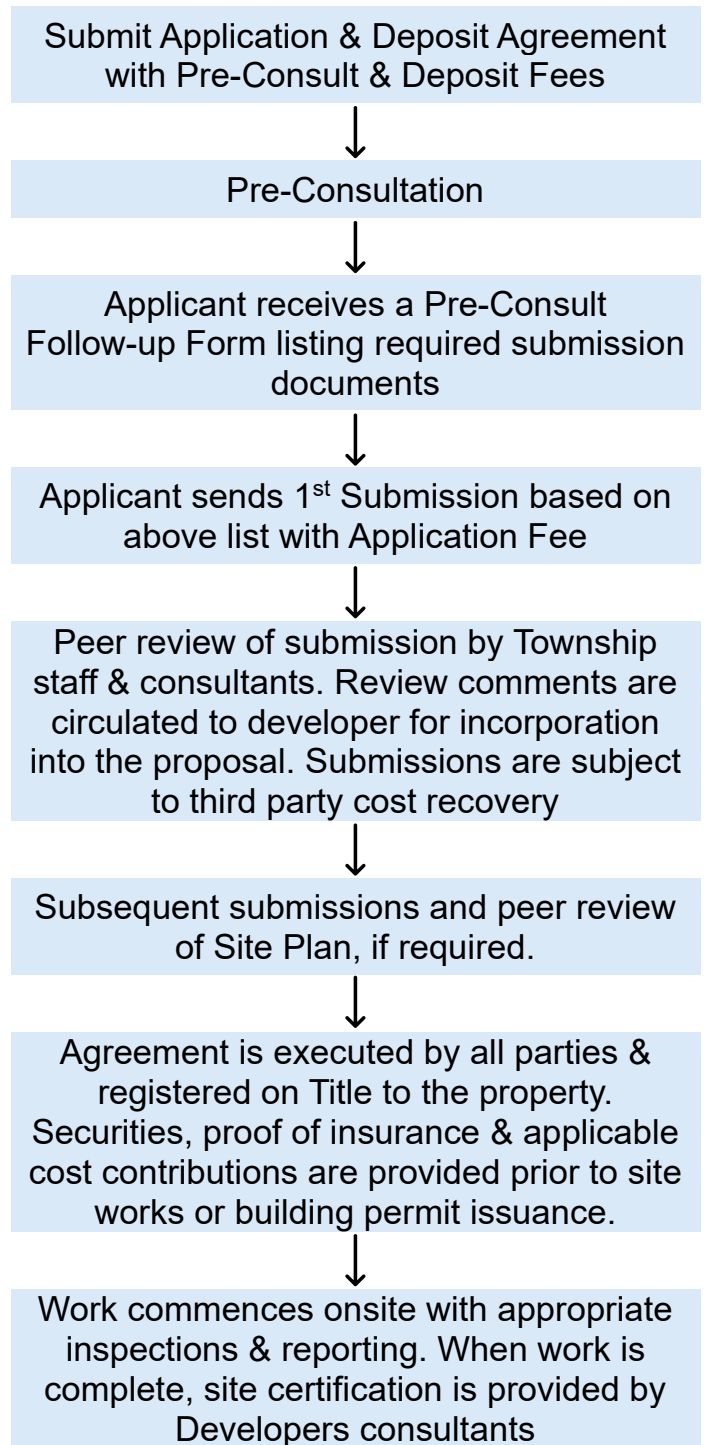 Submit Application & Deposit Agreement
with Pre-Consult & Deposit Fees
Pre-Consultation
Applicant receives a Pre-Consult
Follow-up Form listing required submission
documents
Applicant sends 1st Submission based on
above list with Application Fee
Peer review of submission by Township
staff & consultants. Review comments are
circulated to developer for incorporation
into the proposal. Submissions are subject
to third party cost recovery
Subsequent submissions and peer review
of Site Plan, if required.
Agreement is executed by all parties &
registered on Title to the property.
Securities, proof of insurance & applicable
cost contributions are provided prior to site
works or building permit issuance.
Work commences onsite with appropriate
inspections & reporting. When work is
complete, site certification is provided by
Developers consultants